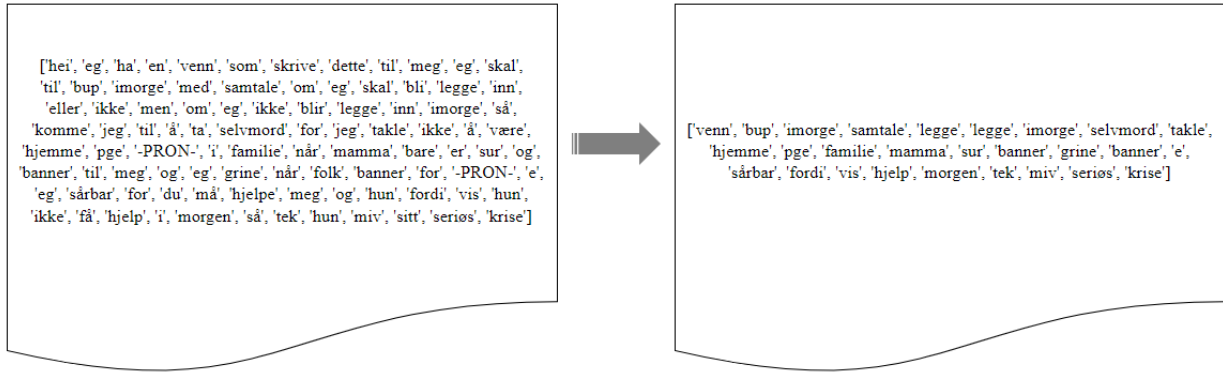 ['hei', 'eg', 'ha', 'en', 'venn', 'som', 'skrive', 'dette', 'til', 'meg', 'eg', 'skal',
'til', 'bup', 'imorge', 'med', 'samtale', 'om', 'eg', 'skal', 'bli', 'legge', 'inn',
'eller', 'ikke', 'men', 'om', 'eg', 'ikke', 'blir', 'legge', 'inn', 'imorge', 'så',
'komme', 'jeg', 'til', 'å', 'ta', 'selvmord', 'for', 'jeg', 'takle', 'ikke', 'å', 'være',
'hjemme', 'pge', '-PRON-', 'i', 'familie', 'når', 'mamma', 'bare', 'er', 'sur', 'og',
'banner', 'til', 'meg', 'og', 'eg', 'grine', 'når', 'folk', 'banner', 'for', '-PRON-', 'e',
'eg', 'sårbar', 'for', 'du', 'må', 'hjelpe', 'meg', 'og', 'hun', 'fordi', 'vis', 'hun',
'ikke', 'få', 'hjelp', 'i', 'morgen', 'så', 'tek', 'hun', 'miv', 'sitt', 'seriøs', 'krise']
['venn', 'bup', 'imorge', 'samtale', 'legge', 'legge', 'imorge', 'selvmord', 'takle',
'hjemme', 'pge', 'familie', 'mamma', 'sur', 'banner', 'grine', 'banner', 'e',
'sårbar', 'fordi', 'vis', 'hjelp', 'morgen', 'tek', 'miv', 'seriøs', 'krise']